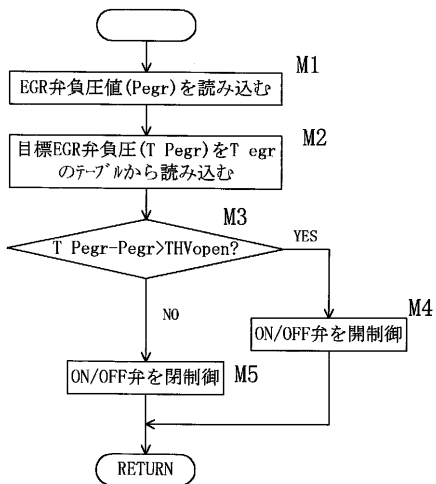 M1
EGR弁負圧値(Pegr)を読み込む
M2
目標EGR弁負圧(T Pegr)をT egr
のテーブルから読み込む
M3
T Pegr-Pegr>THVopen?
YES
NO
M4
ON/OFF弁を開制御
ON/OFF弁を閉制御
M5
RETURN